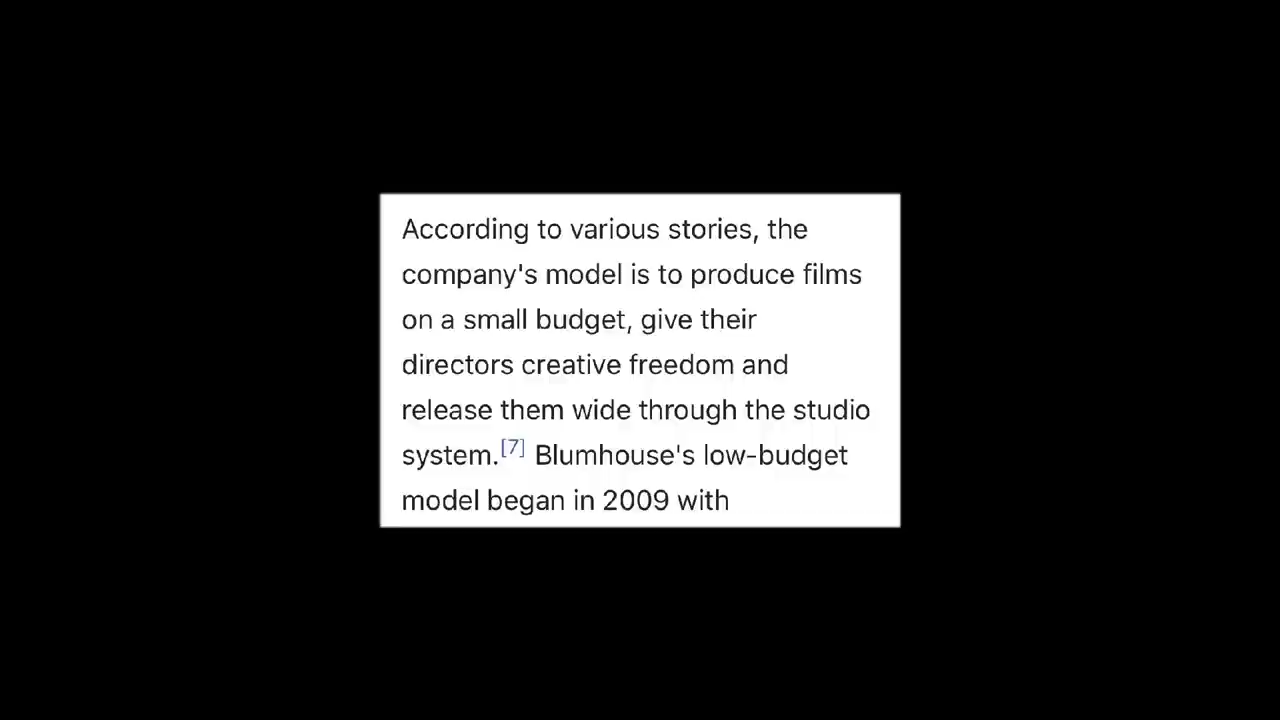 According to various stories, the
company's model is to produce films
on a small budget, give their
directors creative freedom and
release them wide through the studio
system.[7] Blumhouse's low-budget
model began in 2009 with